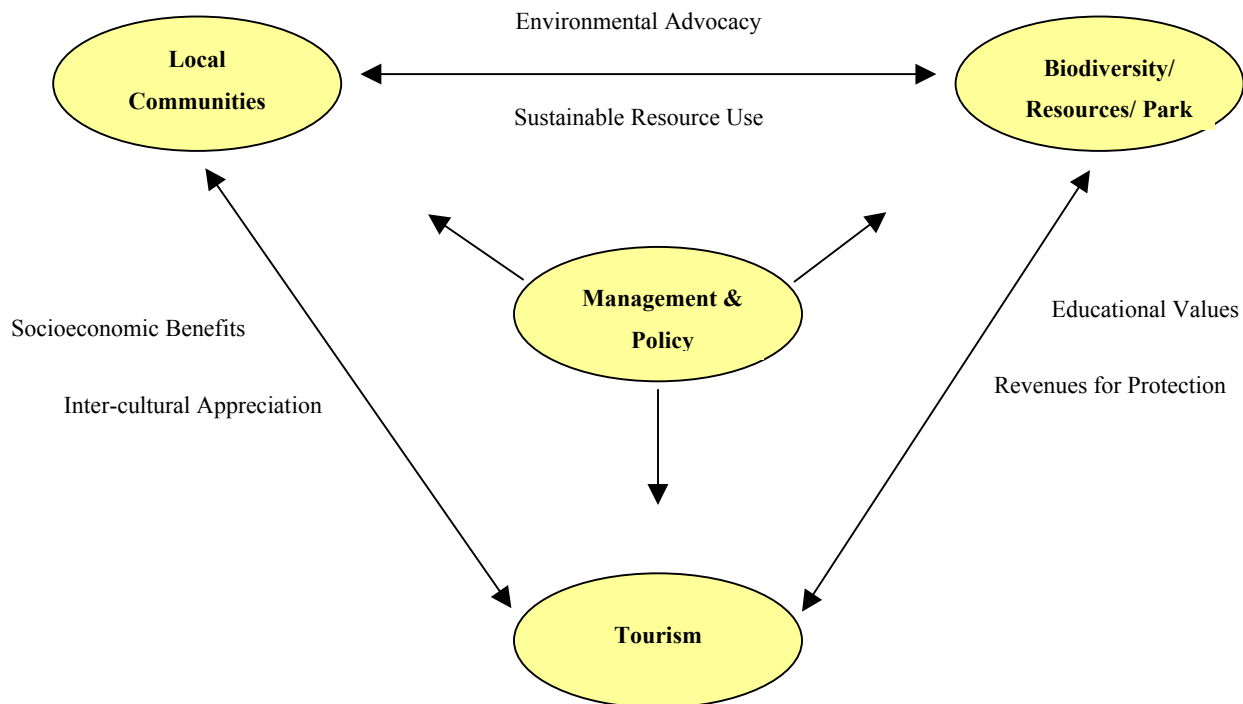 Environmental Advocacy
Local
Communities
Biodiversity/
Resources/ Park
Sustainable Resource Use
Management &
Policy
Socioeconomic Benefits
Inter-cultural Appreciation
Educational Values
Revenues for Protection
Tourism